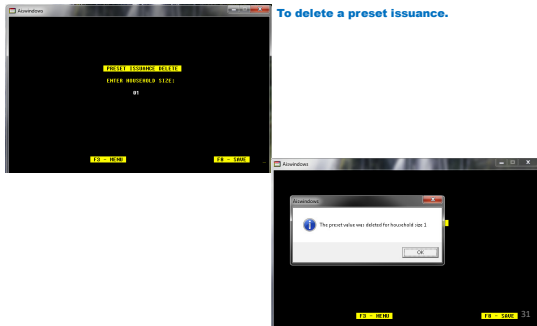 Aiswindows
To delete a preset issuance.
PRESET ISSUANCE DELETE
ENTER HOUSEHOLD SIZE:
01
F3 - MENU
F8 - SAVE
Aiswindows
Aiswindows
The preset value was deleted for household size 1
OK
F3 - MENU
F8 - SAVE
31